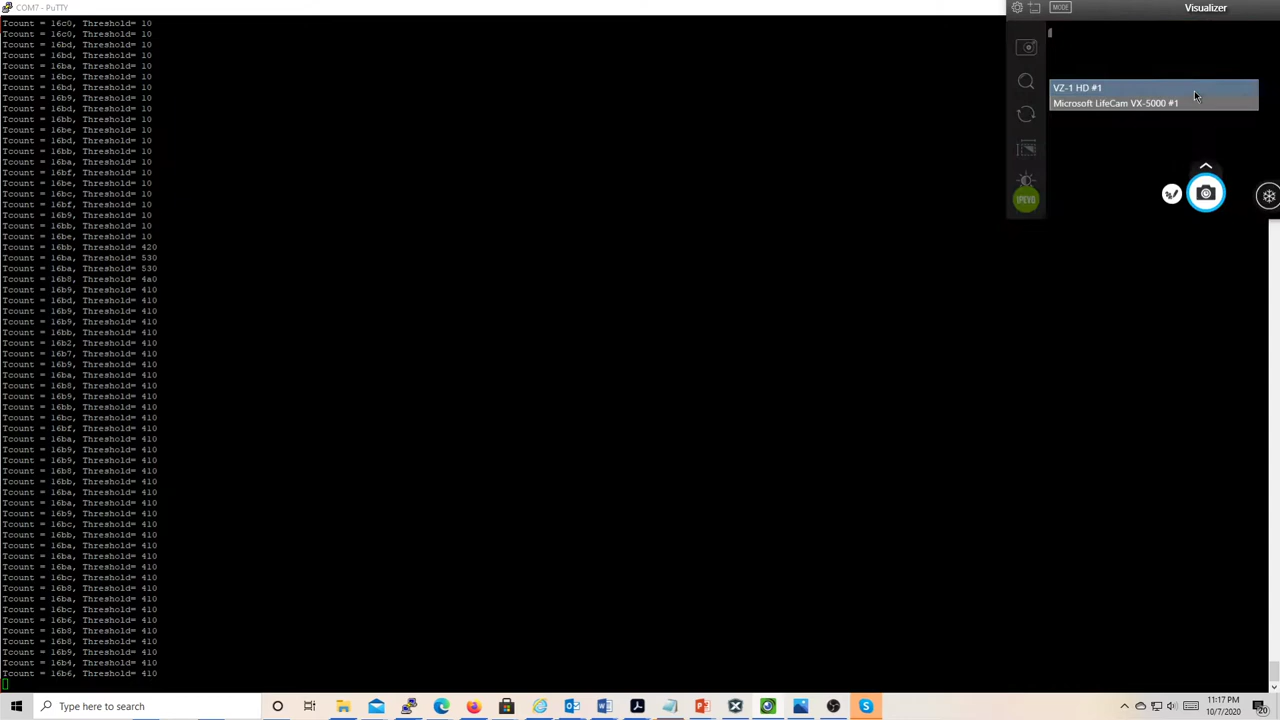 COM7 - PuTTY
Tcount = 16c0, Threshold= 10
Tcount = 16c0, Threshold= 10
Tcount = 16bd, Threshold= 10
Tcount = 16bd, Threshold= 10
Tcount = 16ba, Threshold= 10
Tcount = 16bc, Threshold= 10
Tcount = 16bd, Threshold= 10
Tcount = 16b9, Threshold= 10
Tcount = 16bd, Threshold= 10
Tcount = 16bb, Threshold= 10
Tcount = 16be, Threshold= 10
Tcount = 16bd, Threshold= 10
Tcount = 16bb, Threshold= 10
Tcount = 16ba, Threshold= 10
Tcount = 16bf, Threshold= 10
Tcount = 16be, Threshold= 10
Tcount = 16bc, Threshold= 10
Tcount = 16bf, Threshold= 10
Tcount = 16b9, Threshold= 10
Tcount = 16bb, Threshold= 10
Tcount = 16be, Threshold= 10
Tcount = 16bb, Threshold= 420
Tcount = 16ba, Threshold= 530
Tcount = 16ba, Threshold= 530
Tcount = 16b8, Threshold= 4a0
Tcount = 16b9, Threshold= 410
Tcount = 16bd, Threshold= 410
Tcount = 16b9, Threshold= 410
Tcount = 16b9, Threshold= 410
Tcount = 16bb, Threshold= 410
Tcount = 16b2, Threshold= 410
Tcount = 16b7, Threshold= 410
Tcount = 16b9, Threshold= 410
Tcount = 16ba, Threshold= 410
Tcount = 16b8, Threshold= 410
Tcount = 16b9, Threshold= 410
Tcount = 16bb, Threshold= 410
Tcount = 16bc, Threshold= 410
Tcount = 16bf, Threshold= 410
Tcount = 16ba, Threshold= 410
Tcount = 16b9, Threshold= 410
Tcount = 16b9, Threshold= 410
Tcount = 16b8, Threshold= 410
Tcount = 16bb, Threshold= 410
Tcount = 16ba, Threshold= 410
Tcount = 16ba, Threshold= 410
Tcount = 16b9, Threshold= 410
Tcount = 16bc, Threshold= 410
Tcount = 16bb, Threshold= 410
Tcount = 16ba, Threshold= 410
Tcount = 16ba, Threshold= 410
Tcount = 16ba, Threshold= 410
Tcount = 16bc, Threshold= 410
Tcount = 16b8, Threshold= 410
Tcount = 16ba, Threshold= 410
Tcount = 16bc, Threshold= 410
Tcount = 16b6, Threshold= 410
Tcount = 16b8, Threshold= 410
Tcount = 16b8, Threshold= 410
Tcount = 16b9, Threshold= 410
Tcount = 16b4, Threshold= 410
Tcount = 16b6, Threshold= 410
MODE
Visualizer
VZ-1 HD #1
Microsoft LifeCam VX-5000 #1
IPEVO
Type here to search
11:17 PM
10/7/2020
20